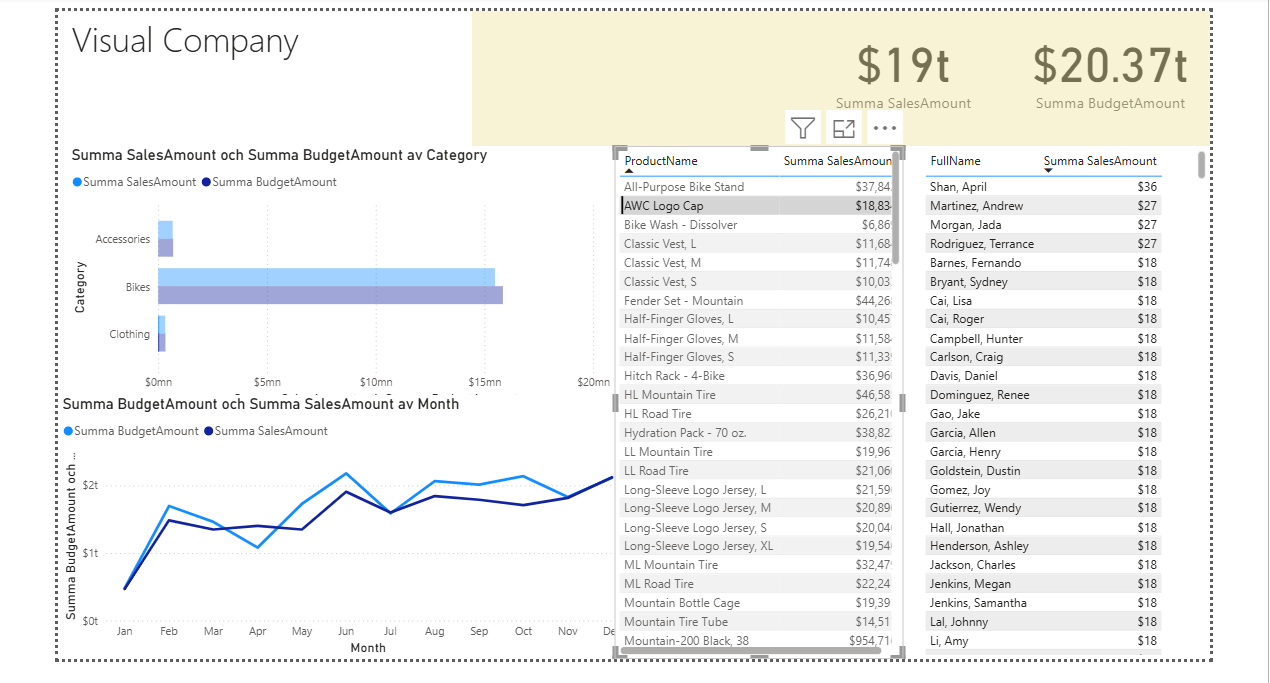 Visual Company
$19t
Summa SalesAmount
$20.37t
Summa BudgetAmount
Summa SalesAmount och Summa BudgetAmount av Category
Summa SalesAmount Summa BudgetAmount
Category
Accessories
Bikes
Clothing
$0mn $5mn $10mn $15mn $20mn
Summa BudgetAmount och Summa SalesAmount av Month
Summa BudgetAmount Summa SalesAmount
Summa BudgetAmount och ...
$2t
$1t
$0t
Jan Feb Mar Apr May Jun Jul Aug Sep Oct Nov De
Month
ProductName Summa SalesAmoun
All-Purpose Bike Stand $37,84
AWC Logo Cap $18,83
Bike Wash - Dissolver $6,86
Classic Vest, L $11,68
Classic Vest, M $11,74
Classic Vest, S $10,03
Fender Set - Mountain $44,26
Half-Finger Gloves, L $10,45
Half-Finger Gloves, M $11,58
Half-Finger Gloves, S $11,33
Hitch Rack - 4-Bike $36,96
HL Mountain Tire $46,58
HL Road Tire $26,21
Hydration Pack - 70 oz. $38,82
LL Mountain Tire $19,96
LL Road Tire $21,06
Long-Sleeve Logo Jersey, L $21,59
Long-Sleeve Logo Jersey, M $20,89
Long-Sleeve Logo Jersey, S $20,04
Long-Sleeve Logo Jersey, XL $19,54
ML Mountain Tire $32,47
ML Road Tire $22,24
Mountain Bottle Cage $19,39
Mountain Tire Tube $14,51
Mountain-200 Black, 38 $954,71
FullName Summa SalesAmount
Shan, April $36
Martinez, Andrew $27
Morgan, Jada $27
Rodriguez, Terrance $27
Barnes, Fernando $18
Bryant, Sydney $18
Cai, Lisa $18
Cai, Roger $18
Campbell, Hunter $18
Carlson, Craig $18
Davis, Daniel $18
Dominguez, Renee $18
Gao, Jake $18
Garcia, Allen $18
Garcia, Henry $18
Goldstein, Dustin $18
Gomez, Joy $18
Gutierrez, Wendy $18
Hall, Jonathan $18
Henderson, Ashley $18
Jackson, Charles $18
Jenkins, Megan $18
Jenkins, Samantha $18
Lal, Johnny $18
Li, Amy $18